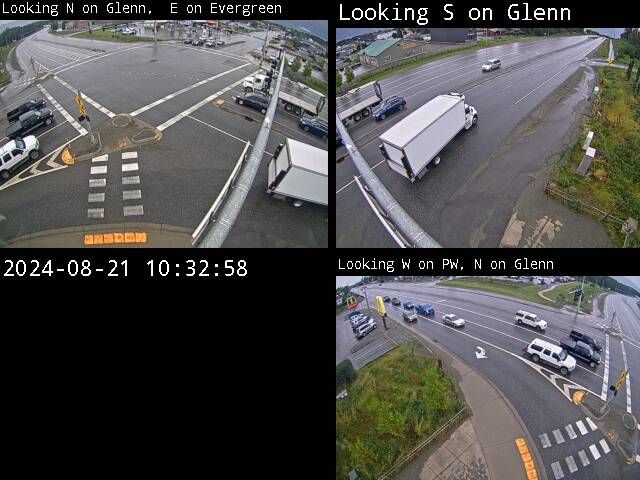 Looking N on Glenn,  E on Evergreen
Looking S on Glenn
2024-08-21 10:32:58
Looking W on PW, N on Glenn